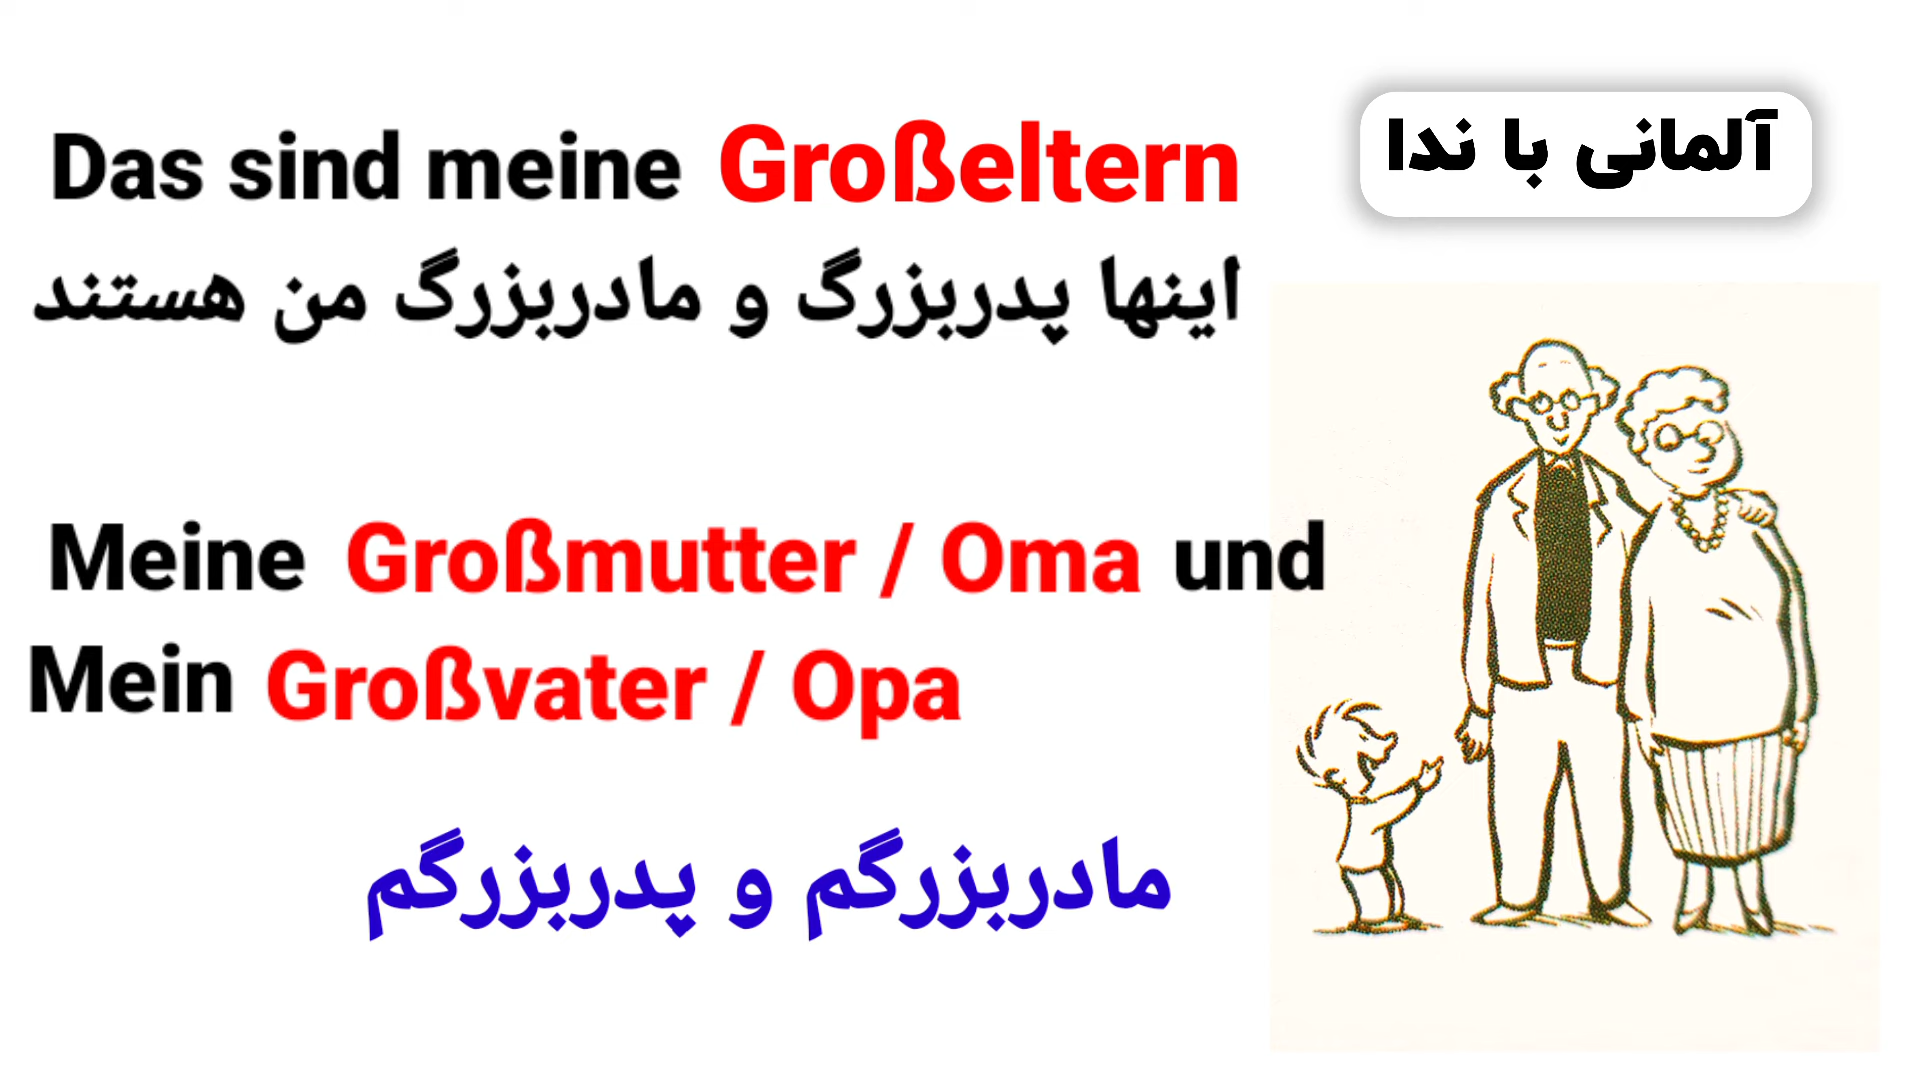 آلمانی با ندا
Das sind meine Großeltern
اینها پدربزرگ و مادربزرگ من هستند
Meine Großmutter / Oma und
Mein Großvater / Opa
مادربزرگم و پدربزرگم